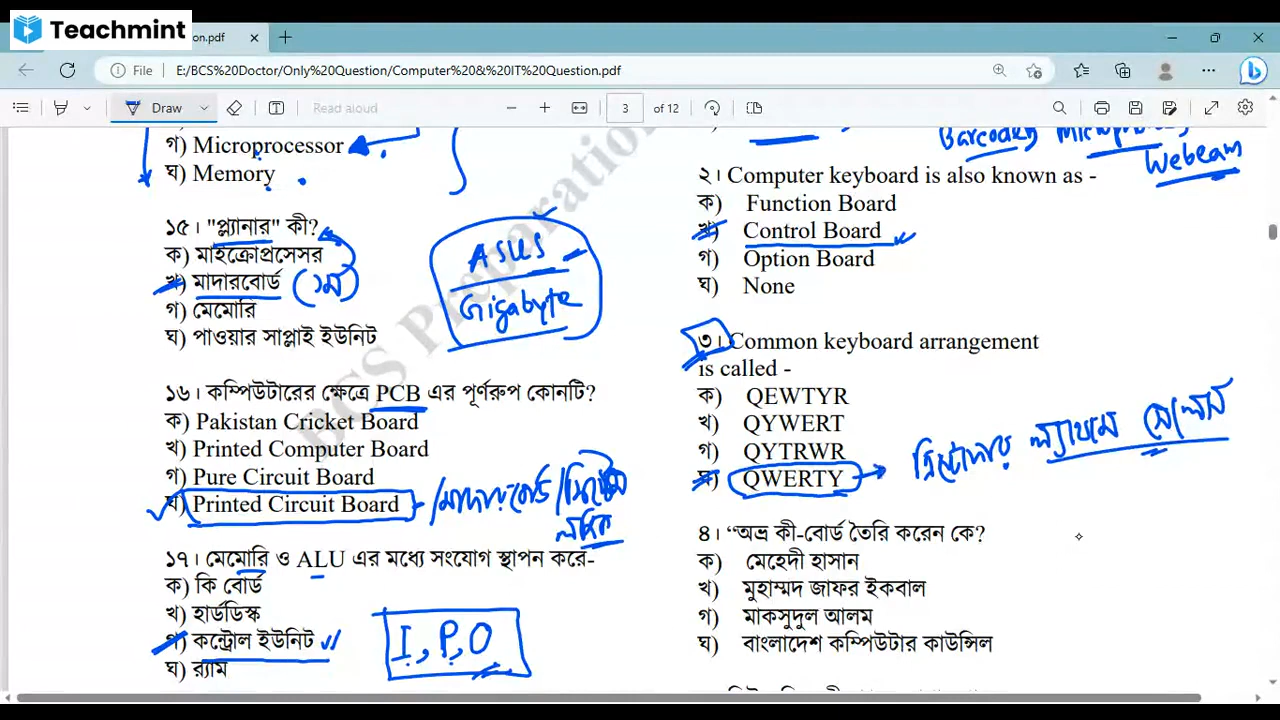 Teachmint
on.pdf
File
E:/BCS%20Doctor/Only%20Question/Computer%20&%20IT%20Question.pdf
Draw
Read aloud
3
of 12
BCS Preparation
গ) Microprocessor
ঘ) Memory
১৫। "প্ল্যানার" কী?
ক) মাইক্রোপ্রসেসর
খ) মাদারবোর্ড
গ) মেমোরি
ঘ) পাওয়ার সাপ্লাই ইউনিট
ASUS
Gigabyte
১৬। কম্পিউটারের ক্ষেত্রে PCB এর পূর্ণরুপ কোনটি?
ক) Pakistan Cricket Board
খ) Printed Computer Board
গ) Pure Circuit Board
ঘ) Printed Circuit Board
/মাদারবোর্ড/সিস্টেম
১৭। মেমোরি ও ALU এর মধ্যে সংযোগ স্থাপন করে-
ক) কি বোর্ড
খ) হার্ডডিস্ক
গ) কন্ট্রোল ইউনিট
ঘ) র‍্যাম
I, P, O
Webcam
২। Computer keyboard is also known as -
ক) Function Board
খ) Control Board
গ) Option Board
ঘ) None
৩। Common keyboard arrangement
is called -
ক) QEWTYR
খ) QYWERT
গ) QYTRWR
ঘ) QWERTY
৪। “অভ্র কী-বোর্ড তৈরি করেন কে?
ক) মেহেদী হাসান
খ) মুহাম্মদ জাফর ইকবাল
গ) মাকসুদুল আলম
ঘ) বাংলাদেশ কম্পিউটার কাউন্সিল